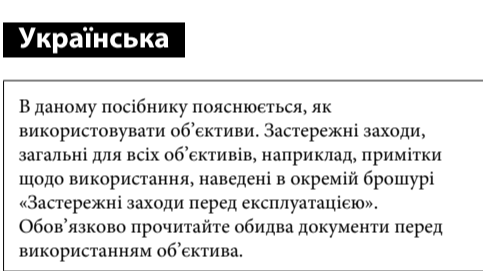 Українська
В даному посібнику пояснюється, як
використовувати об’єктиви. Застережні заходи,
загальні для всіх об’єктивів, наприклад, примітки
щодо використання, наведені в окремій брошурі
«Застережні заходи перед експлуатацією».
Обов’язково прочитайте обидва документи перед
використанням об’єктива.